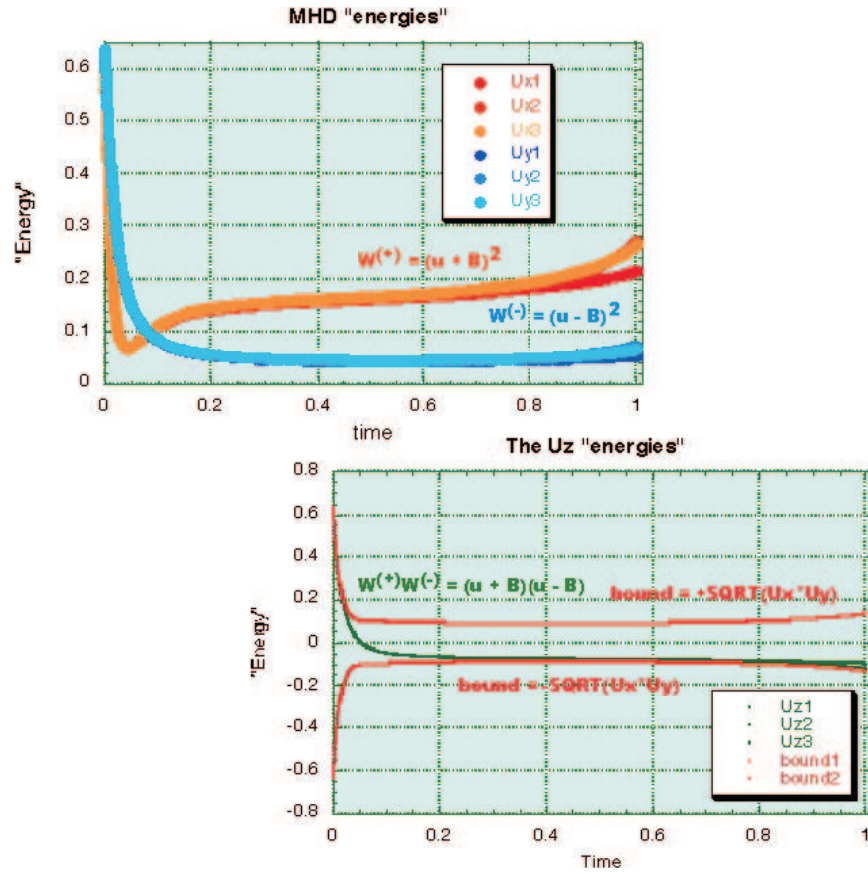 MHD "energies"
0.6
0.5
0.4
0.3
0.2
0.1
0
"Energy"
Ux1
Ux2
Ux3
Uy1
Uy2
Uy3
W(+) = (u + B)2
W(-) = (u - B)2
0 0.2 0.4 0.6 0.8 1
time
The Uz "energies"
0.8
0.6
0.4
0.2
0
-0.2
-0.4
-0.6
-0.8
"Energy"
W(+)W(-) = (u + B)(u - B)
bound = +SQRT(Ux*Uy)
bound = -SQRT(Ux*Uy)
Uz1
Uz2
Uz3
bound1
bound2
0 0.2 0.4 0.6 0.8 1
Time